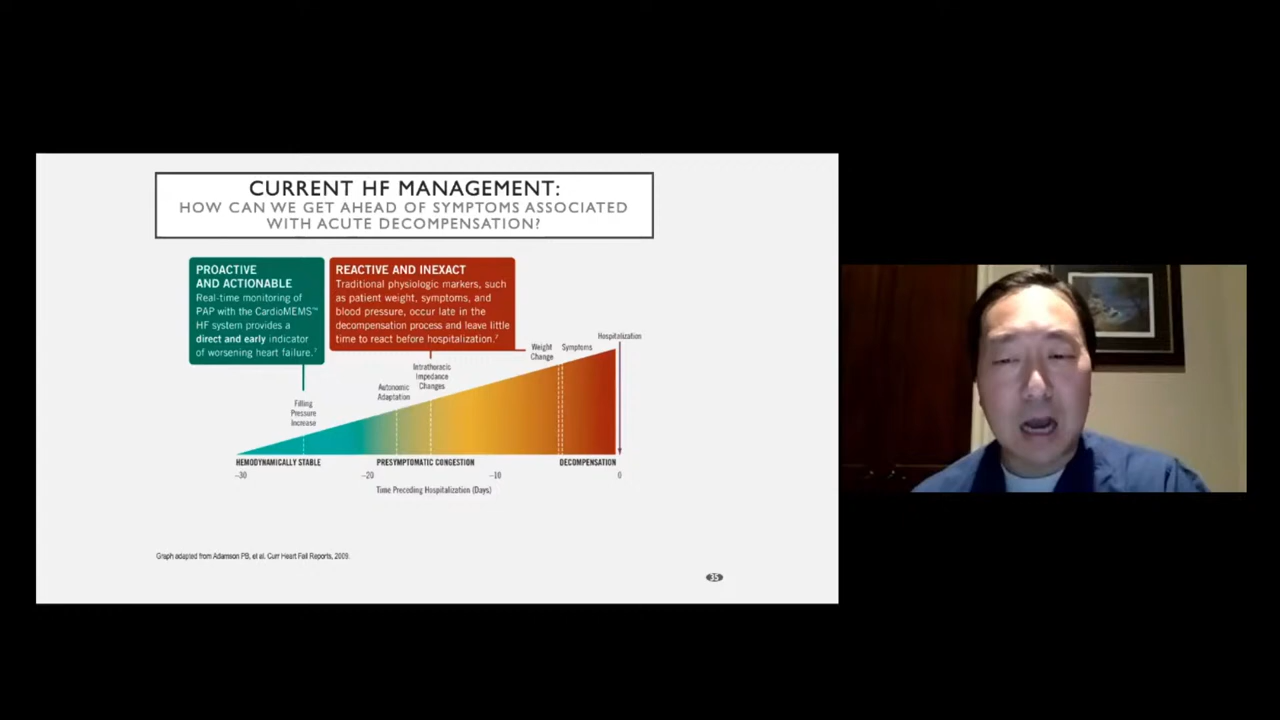 CURRENT HF MANAGEMENT:
HOW CAN WE GET AHEAD OF SYMPTOMS ASSOCIATED
WITH ACUTE DECOMPENSATION?
PROACTIVE
AND ACTIONABLE
Real-time monitoring of
PAP with the CardioMEMS™
HF system provides a
direct and early indicator
of worsening heart failure.7
REACTIVE AND INEXACT
Traditional physiologic markers, such
as patient weight, symptoms, and
blood pressure, occur late in the
decompensation process and leave little
time to react before hospitalization.7
Filling
Pressure
Increase
Autonomic
Adaptation
Intrathoracic
Impedance
Changes
Weight
Change
Symptoms
Hospitalization
HEMODYNAMICALLY STABLE
PRESYMPTOMATIC CONGESTION
DECOMPENSATION
–30
–20
–10
0
Time Preceding Hospitalization (Days)
Graph adapted from Adamson PB, et al. Curr Heart Fail Reports, 2009.
35